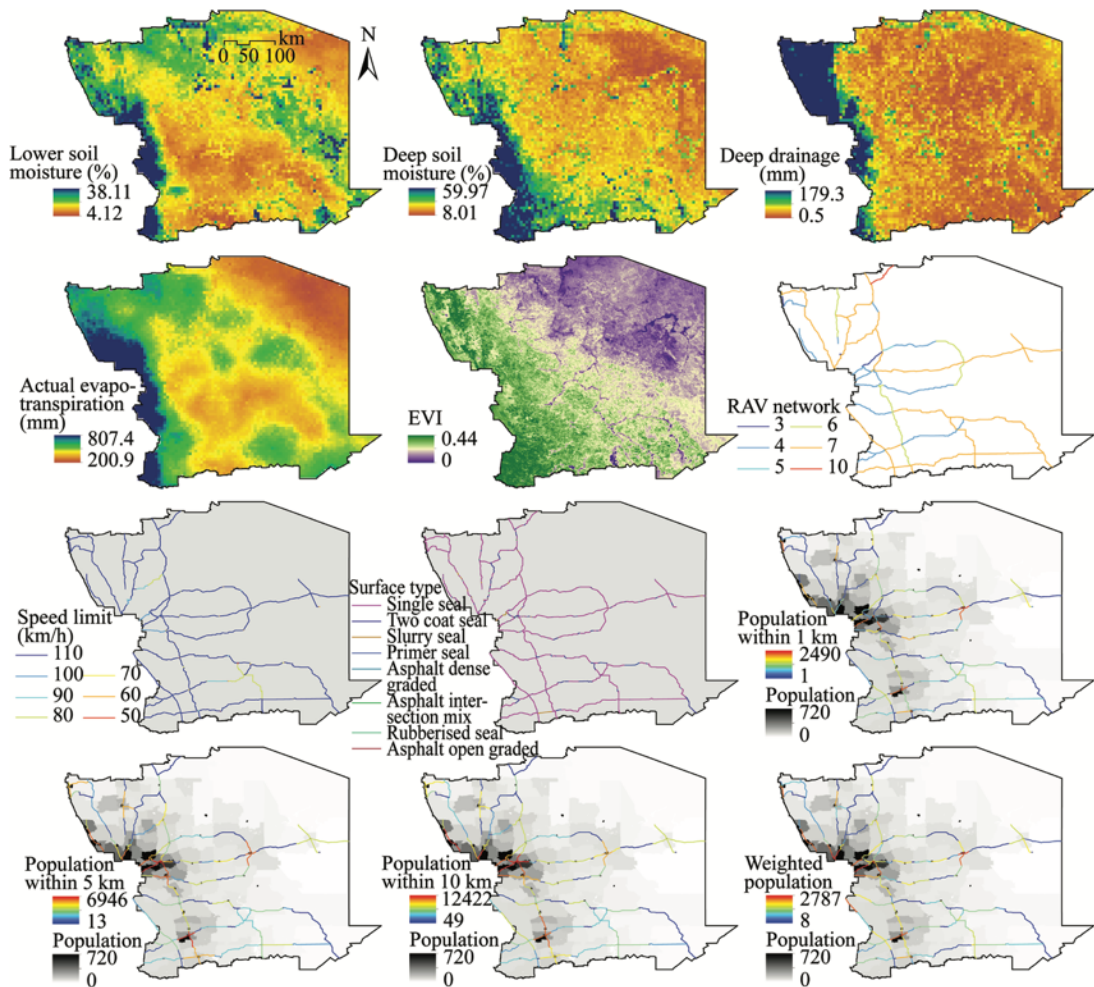 km
0 50 100
N
Lower soil
moisture (%)
38.11
4.12
Deep soil
moisture (%)
59.97
8.01
Deep drainage
(mm)
179.3
0.5
Actual evapo-
transpiration
(mm)
807.4
200.9
EVI
0.44
0
RAV network
3 6
4 7
5 10
Speed limit
(km/h)
110
100 70
90 60
80 50
Surface type
Single seal
Two coat seal
Slurry seal
Primer seal
Asphalt dense
graded
Asphalt inter-
section mix
Rubberised seal
Asphalt open graded
Population
within 1 km
2490
1
Population
720
0
Population
within 5 km
6946
13
Population
720
0
Population
within 10 km
12422
49
Population
720
0
Weighted
population
2787
8
Population
720
0